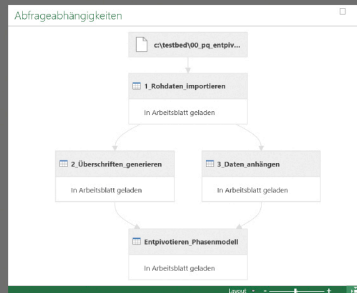 Abfrageabhängigkeiten
c:\testbed\00_pq_entpiv...
1_Rohdaten_importieren
In Arbeitsblatt geladen
2_Überschriften_generieren
In Arbeitsblatt geladen
3_Daten_anhängen
In Arbeitsblatt geladen
Entpivotieren_Phasenmodell
In Arbeitsblatt geladen
Layout